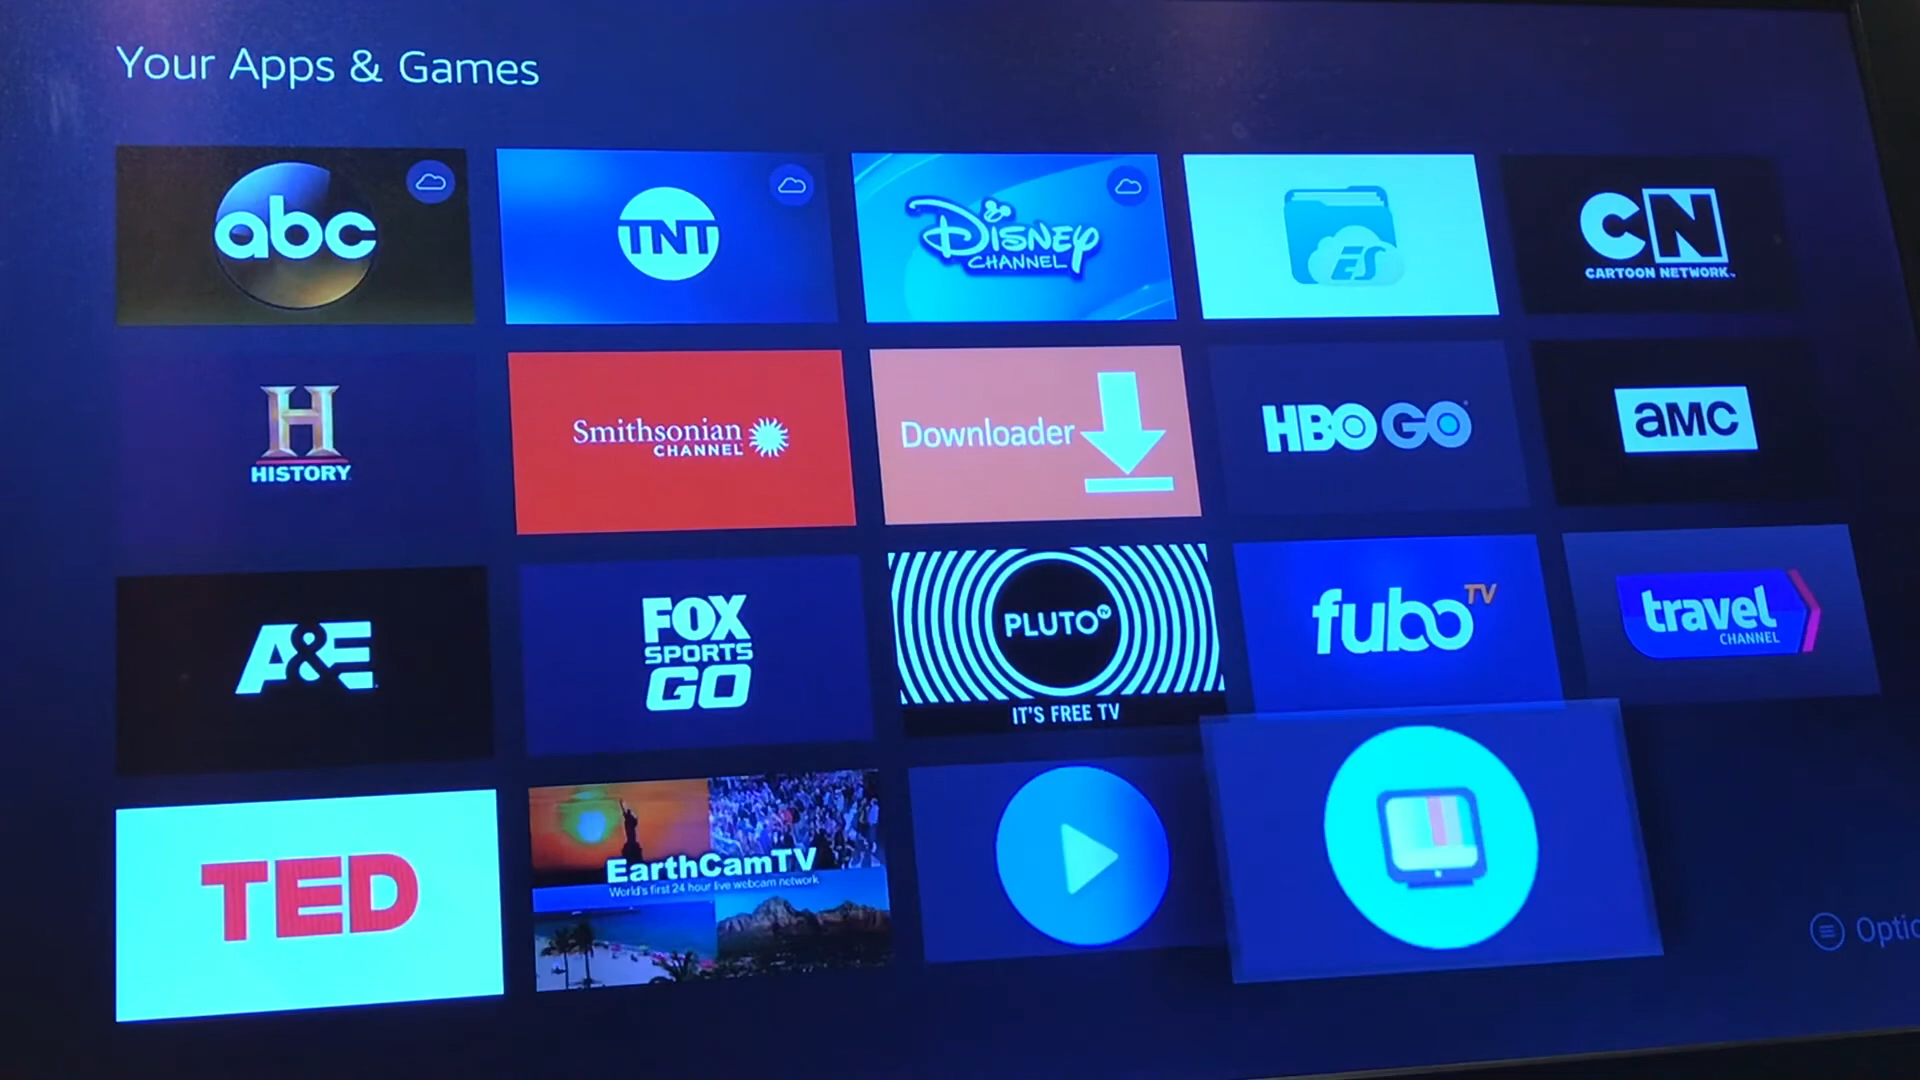 Your Apps & Games
abc
TNT
Disney
CHANNEL
ES
CN
CARTOON NETWORK
H
HISTORY
Smithsonian
CHANNEL
Downloader
HBO GO
aMC
A&E
FOX
SPORTS
GO
PLUTO tv
IT'S FREE TV
fubo TV
travel
CHANNEL
TED
EarthCamTV
World's first 24 hour live webcam network
Optio